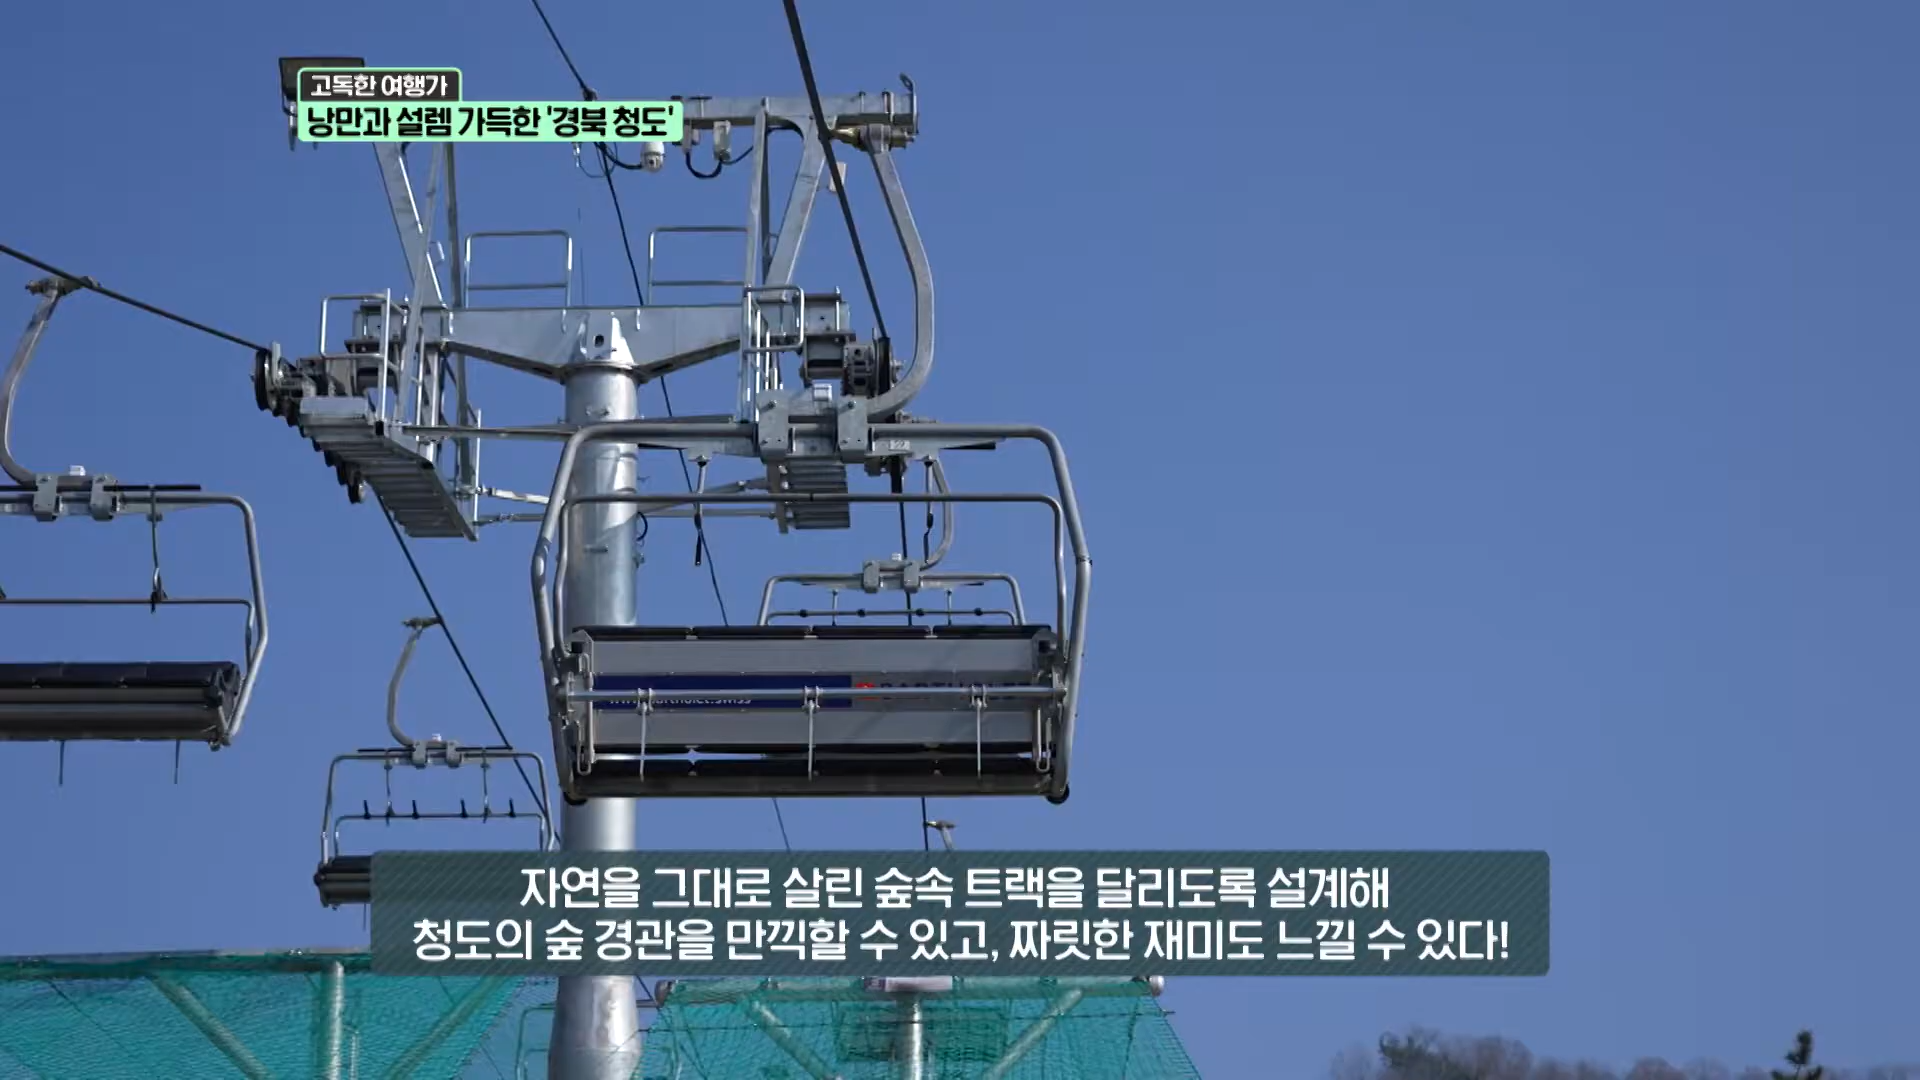 고독한 여행가
낭만과 설렘 가득한 '경북 청도'
자연을 그대로 살린 숲속 트랙을 달리도록 설계해
청도의 숲 경관을 만끽할 수 있고, 짜릿한 재미도 느낄 수 있다!